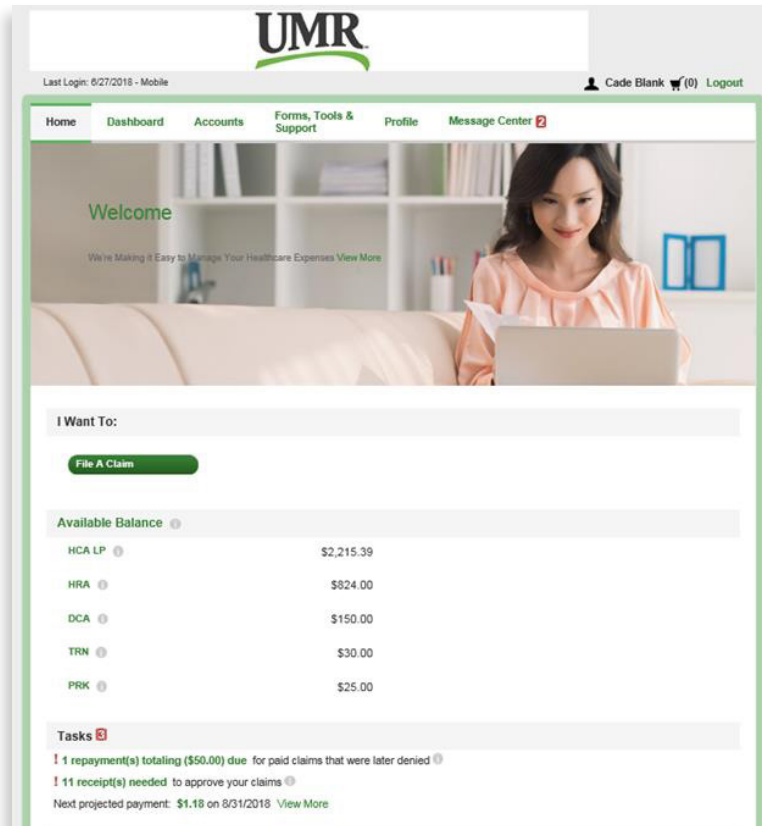 UMR
Last Login: 6/27/2018 - Mobile
Cade Blank (0) Logout
Home Dashboard Accounts Forms, Tools & Support Profile Message Center 2
Welcome
We're Making it Easy to Manage Your Healthcare Expenses View More
I Want To:
File A Claim
Available Balance
HCA LP $2,215.39
HRA $824.00
DCA $150.00
TRN $30.00
PRK $25.00
Tasks 3
! 1 repayment(s) totaling ($50.00) due for paid claims that were later denied
! 11 receipt(s) needed to approve your claims
Next projected payment: $1.18 on 8/31/2018 View More